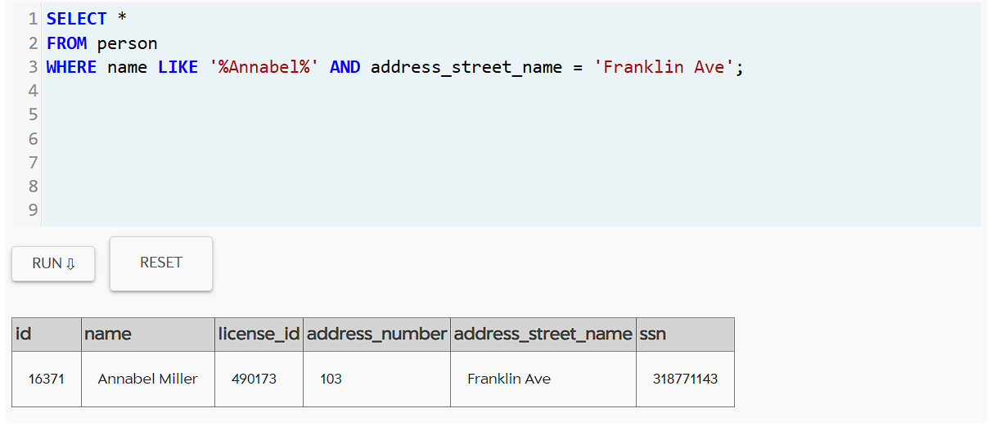 1 SELECT *
2 FROM person
3 WHERE name LIKE '%Annabel%' AND address_street_name = 'Franklin Ave';
4
5
6
7
8
9
RUN ⇩ RESET
id name license_id address_number address_street_name ssn
16371 Annabel Miller 490173 103 Franklin Ave 318771143